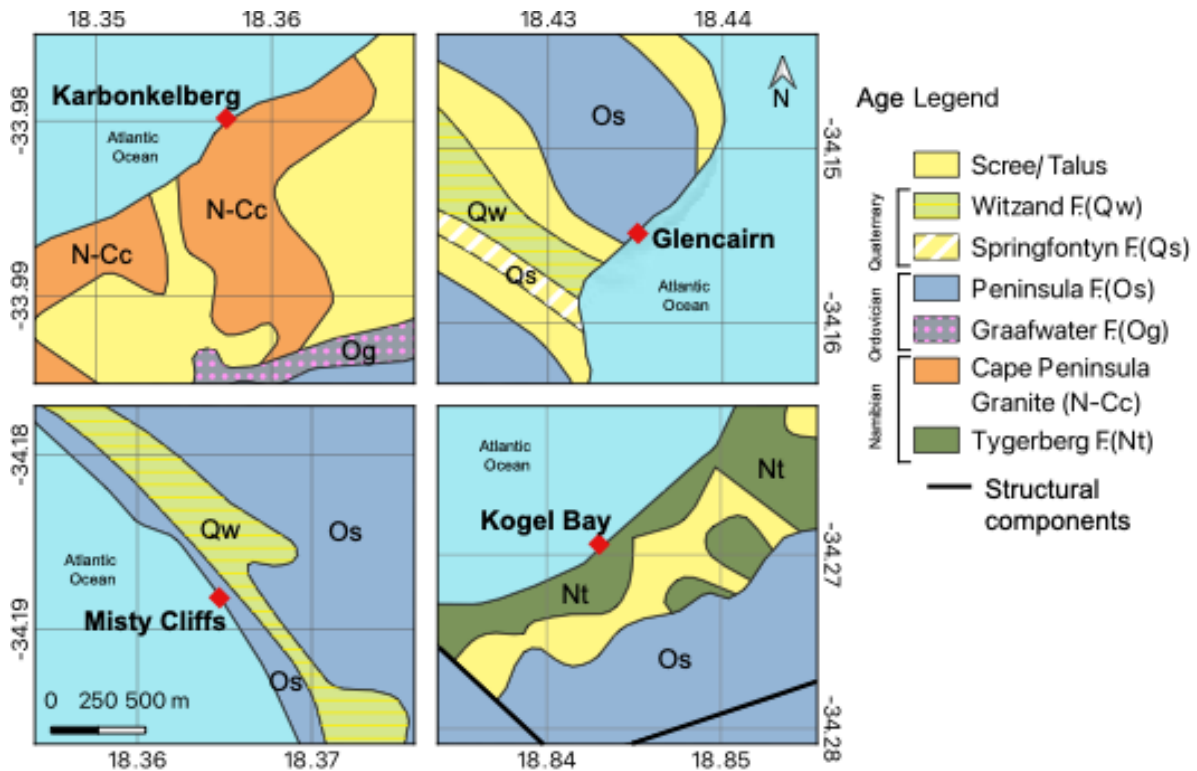 18.35 18.36
18.43 18.44
-33.98
-33.99
Karbonkelberg
Atlantic
Ocean
N-Cc
N-Cc
Og
Os
N
-34.15
-34.16
Qw
Qs
Glencairn
Atlantic
Ocean
-34.18
-34.19
Qw
Os
Atlantic
Ocean
Misty Cliffs
Os
0 250 500 m
18.36 18.37
Atlantic
Ocean
Nt
Kogel Bay
Nt
Os
-34.27
-34.28
18.84 18.85
Age Legend
Scree/ Talus
Quaternary
Witzand F.(Qw)
Springfontyn F.(Qs)
Ordovician
Peninsula F.(Os)
Graafwater F.(Og)
Namibian
Cape Peninsula
Granite (N-Cc)
Tygerberg F.(Nt)
Structural
components